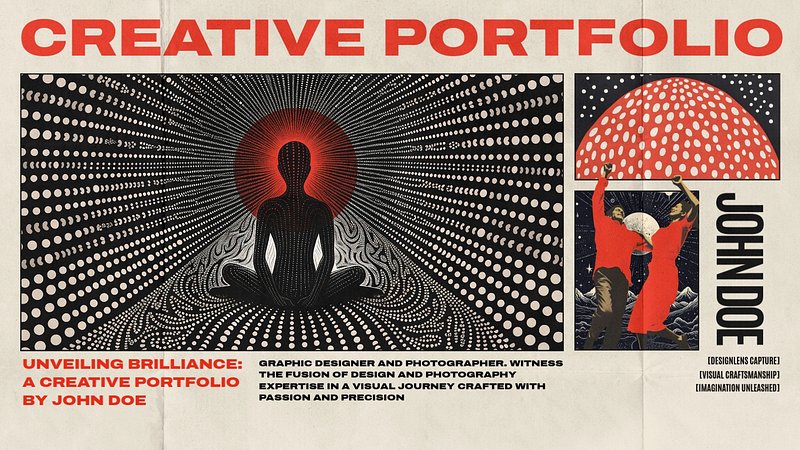 CREATIVE PORTFOLIO
JOHN DOE
UNVEILING BRILLIANCE:
A CREATIVE PORTFOLIO
BY JOHN DOE
GRAPHIC DESIGNER AND PHOTOGRAPHER. WITNESS
THE FUSION OF DESIGN AND PHOTOGRAPHY
EXPERTISE IN A VISUAL JOURNEY CRAFTED WITH
PASSION AND PRECISION
[DESIGNLENS CAPTURE]
[VISUAL CRAFTSMANSHIP]
[IMAGINATION UNLEASHED]